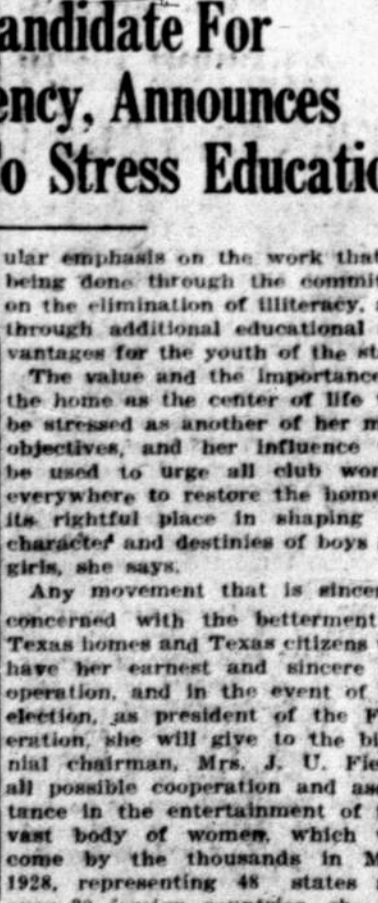 andidate For
ency, Announces
o Stress Educatio
ular emphasis on the work that
being done through the commit
on the elimination of illiteracy,
through additional educational
vantages for the youth of the st
The value and the importance
the home as the center of life
be stressed as another of her m
objectives, and her influence
be used to urge all club wom
everywhere to restore the home
its rightful place in shaping
character and destinies of boys
girls, she says.
Any movement that is sincer
concerned with the betterment
Texas homes and Texas citizens
have her earnest and sincere
operation, and in the event of
election, as president of the F
eration, she will give to the bi
nial chairman, Mrs. J. U. Fie
all possible cooperation and ass
tance in the entertainment of
vast body of women, which
come by the thousands in M
1928, representing 48 states